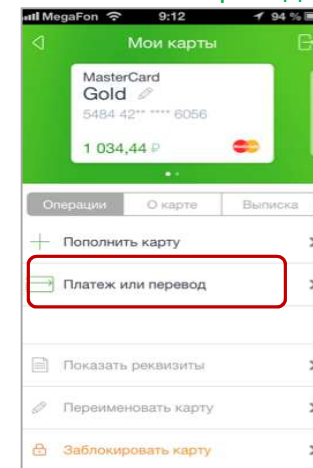 MegaFon 9:12 94 %
Мои карты
MasterCard
Gold
5484 42** **** 6056
1 034,44 ₽
Операции О карте Выписка
Пополнить карту
Платеж или перевод
Показать реквизиты
Переименовать карту
Заблокировать карту